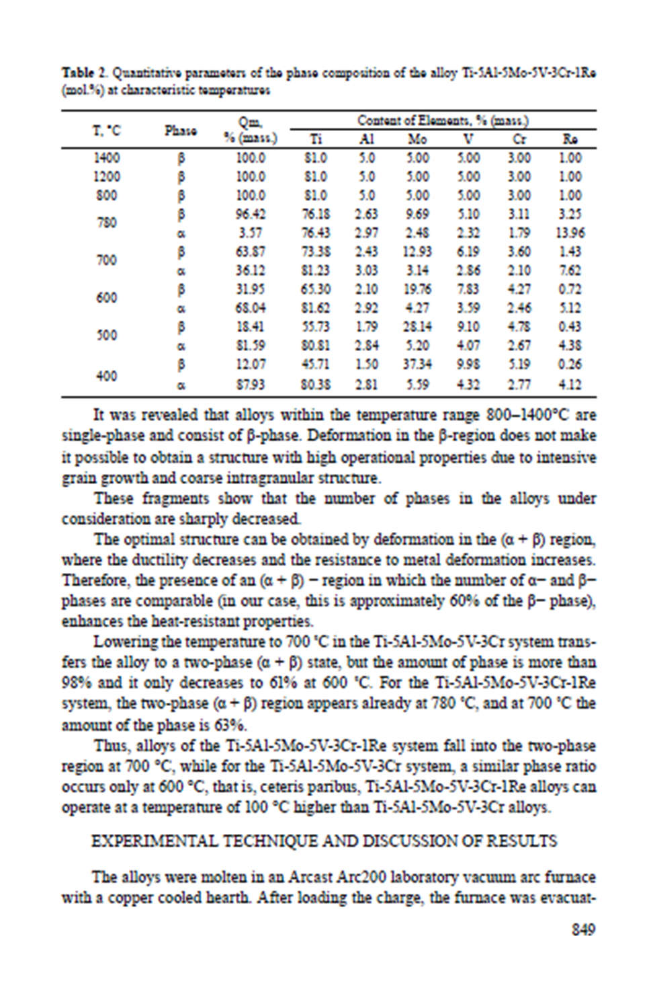 Table 2. Quantitative parameters of the phase composition of the alloy Ti-5Al-5Mo-5V-3Cr-1Re
(mol.%) at characteristic temperatures
T, °C Phase Qm, % (mass.) Content of Elements, % (mass.)
Ti Al Mo V Cr Re
1400 β 100.0 81.0 5.0 5.00 5.00 3.00 1.00
1200 β 100.0 81.0 5.0 5.00 5.00 3.00 1.00
800 β 100.0 81.0 5.0 5.00 5.00 3.00 1.00
780 β 96.42 76.18 2.63 9.69 5.10 3.11 3.25
α 3.57 76.43 2.97 2.48 2.32 1.79 13.96
700 β 63.87 73.38 2.43 12.93 6.19 3.60 1.43
α 36.12 81.23 3.03 3.14 2.86 2.10 7.62
600 β 31.95 65.30 2.10 19.76 7.83 4.27 0.72
α 68.04 81.62 2.92 4.27 3.59 2.46 5.12
500 β 18.41 55.73 1.79 28.14 9.10 4.78 0.43
α 81.59 80.81 2.84 5.20 4.07 2.67 4.38
400 β 12.07 45.71 1.50 37.34 9.98 5.19 0.26
α 87.93 80.38 2.81 5.59 4.32 2.77 4.12
It was revealed that alloys within the temperature range 800–1400°C are
single-phase and consist of β-phase. Deformation in the β-region does not make
it possible to obtain a structure with high operational properties due to intensive
grain growth and coarse intragranular structure.
These fragments show that the number of phases in the alloys under
consideration are sharply decreased.
The optimal structure can be obtained by deformation in the (α + β) region,
where the ductility decreases and the resistance to metal deformation increases.
Therefore, the presence of an (α + β) − region in which the number of α− and β−
phases are comparable (in our case, this is approximately 60% of the β− phase),
enhances the heat-resistant properties.
Lowering the temperature to 700 °C in the Ti-5Al-5Mo-5V-3Cr system trans-
fers the alloy to a two-phase (α + β) state, but the amount of phase is more than
98% and it only decreases to 61% at 600 °C. For the Ti-5Al-5Mo-5V-3Cr-1Re
system, the two-phase (α + β) region appears already at 780 °C, and at 700 °C the
amount of the phase is 63%.
Thus, alloys of the Ti-5Al-5Mo-5V-3Cr-1Re system fall into the two-phase
region at 700 °C, while for the Ti-5Al-5Mo-5V-3Cr system, a similar phase ratio
occurs only at 600 °C, that is, ceteris paribus, Ti-5Al-5Mo-5V-3Cr-1Re alloys can
operate at a temperature of 100 °C higher than Ti-5Al-5Mo-5V-3Cr alloys.
EXPERIMENTAL TECHNIQUE AND DISCUSSION OF RESULTS
The alloys were molten in an Arcast Arc200 laboratory vacuum arc furnace
with a copper cooled hearth. After loading the charge, the furnace was evacuat-
849